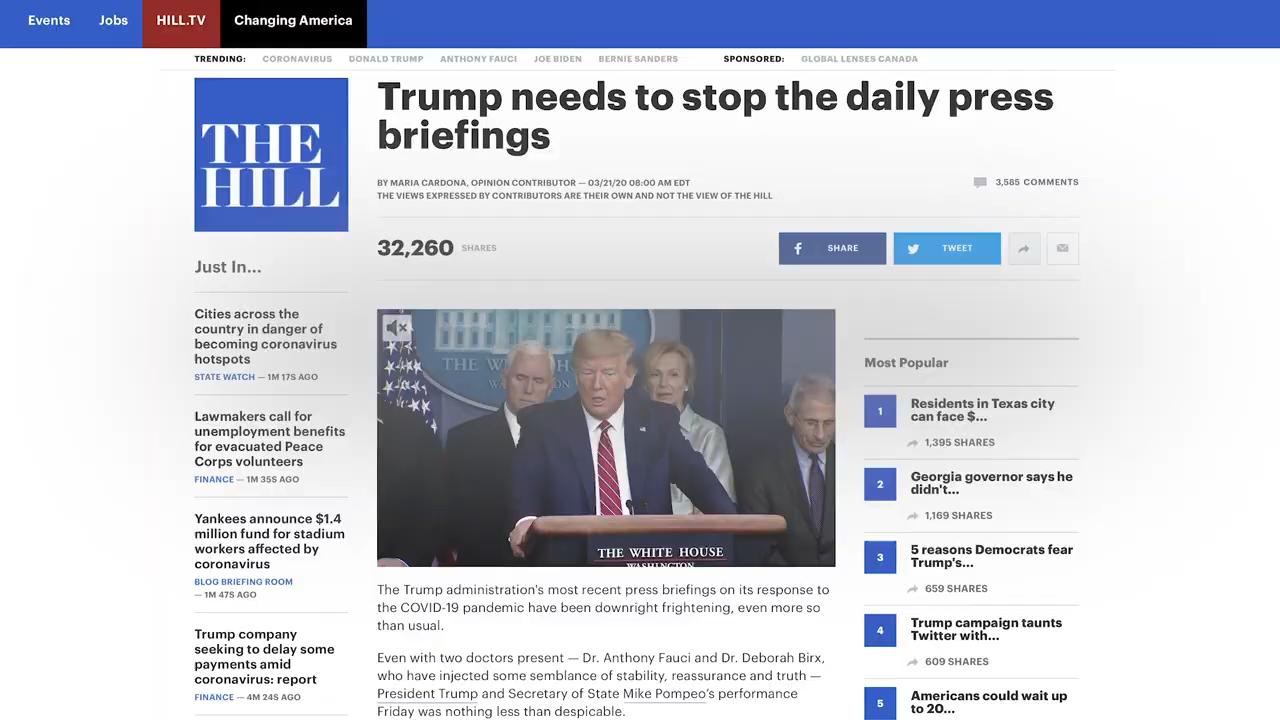 Events Jobs HILL.TV Changing America
TRENDING: CORONAVIRUS DONALD TRUMP ANTHONY FAUCI JOE BIDEN BERNIE SANDERS SPONSORED: GLOBAL LENSES CANADA
THE
HILL
Trump needs to stop the daily press
briefings
BY MARIA CARDONA, OPINION CONTRIBUTOR — 03/21/20 08:00 AM EDT
THE VIEWS EXPRESSED BY CONTRIBUTORS ARE THEIR OWN AND NOT THE VIEW OF THE HILL
3,585 COMMENTS
32,260 SHARES
SHARE
TWEET
Just In...
Cities across the
country in danger of
becoming coronavirus
hotspots
STATE WATCH — 1M 17S AGO
Lawmakers call for
unemployment benefits
for evacuated Peace
Corps volunteers
FINANCE — 1M 35S AGO
Yankees announce $1.4
million fund for stadium
workers affected by
coronavirus
BLOG BRIEFING ROOM
— 1M 47S AGO
Trump company
seeking to delay some
payments amid
coronavirus: report
FINANCE — 4M 24S AGO
THE WHITE HOUSE
WASHINGTON
The Trump administration's most recent press briefings on its response to
the COVID-19 pandemic have been downright frightening, even more so
than usual.
Even with two doctors present — Dr. Anthony Fauci and Dr. Deborah Birx,
who have injected some semblance of stability, reassurance and truth —
President Trump and Secretary of State Mike Pompeo's performance
Friday was nothing less than despicable.
Most Popular
1 Residents in Texas city
can face $...
1,395 SHARES
2 Georgia governor says he
didn't...
1,169 SHARES
3 5 reasons Democrats fear
Trump's...
659 SHARES
4 Trump campaign taunts
Twitter with...
609 SHARES
5 Americans could wait up
to 20...